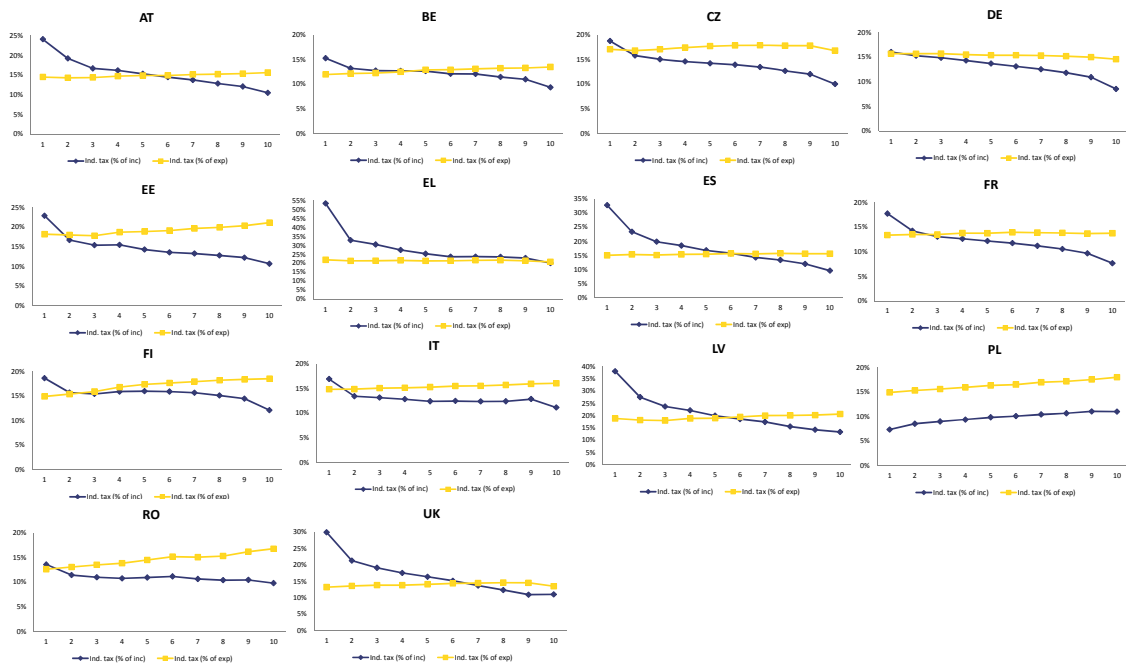 AT
25%
20%
15%
10%
5%
0%
1 2 3 4 5 6 7 8 9 10
Ind. tax (% of inc) Ind. tax (% of exp)
BE
20%
15%
10%
5%
0%
1 2 3 4 5 6 7 8 9 10
Ind. tax (% of inc) Ind. tax (% of exp)
CZ
20%
15%
10%
5%
0%
1 2 3 4 5 6 7 8 9 10
Ind. tax (% of inc) Ind. tax (% of exp)
DE
20%
15%
10%
5%
0%
1 2 3 4 5 6 7 8 9 10
Ind. tax (% of inc) Ind. tax (% of exp)
EE
25%
20%
15%
10%
5%
0%
1 2 3 4 5 6 7 8 9 10
Ind. tax (% of inc) Ind. tax (% of exp)
EL
55%
50%
45%
40%
35%
30%
25%
20%
15%
10%
5%
0%
1 2 3 4 5 6 7 8 9 10
Ind. tax (% of inc) Ind. tax (% of exp)
ES
35%
30%
25%
20%
15%
10%
5%
0%
1 2 3 4 5 6 7 8 9 10
Ind. tax (% of inc) Ind. tax (% of exp)
FR
20%
15%
10%
5%
0%
1 2 3 4 5 6 7 8 9 10
Ind. tax (% of inc) Ind. tax (% of exp)
FI
20%
15%
10%
5%
0%
1 2 3 4 5 6 7 8 9 10
Ind. tax (% of inc) Ind. tax (% of exp)
IT
20%
15%
10%
5%
0%
1 2 3 4 5 6 7 8 9 10
Ind. tax (% of inc) Ind. tax (% of exp)
LV
40%
35%
30%
25%
20%
15%
10%
5%
0%
1 2 3 4 5 6 7 8 9 10
Ind. tax (% of inc) Ind. tax (% of exp)
PL
20%
15%
10%
5%
0%
1 2 3 4 5 6 7 8 9 10
Ind. tax (% of inc) Ind. tax (% of exp)
RO
20%
15%
10%
5%
0%
1 2 3 4 5 6 7 8 9 10
Ind. tax (% of inc) Ind. tax (% of exp)
UK
30%
25%
20%
15%
10%
5%
0%
1 2 3 4 5 6 7 8 9 10
Ind. tax (% of inc) Ind. tax (% of exp)